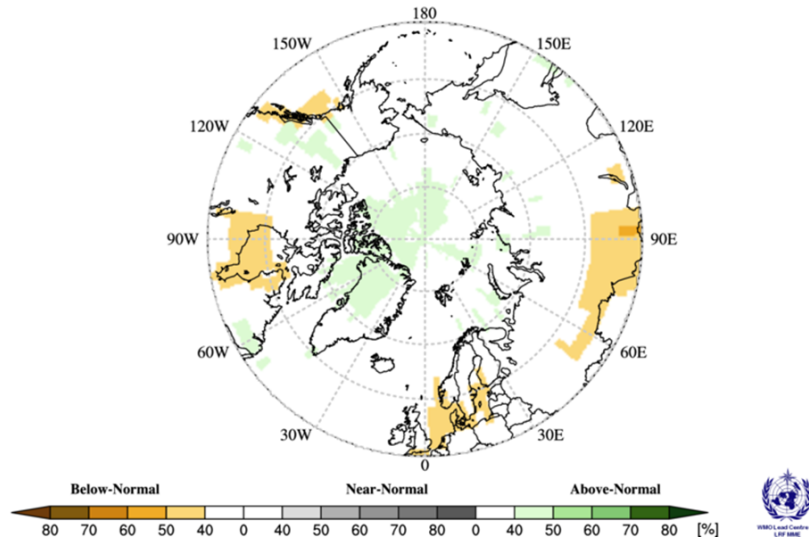 180
150W
150E
120W
120E
90W
90E
60W
60E
30W
30E
0
Below-Normal
Near-Normal
Above-Normal
80 70 60 50 40 0 40 50 60 70 80 0 40 50 60 70 80 [%]
WMO Lead Centre
LRF MME